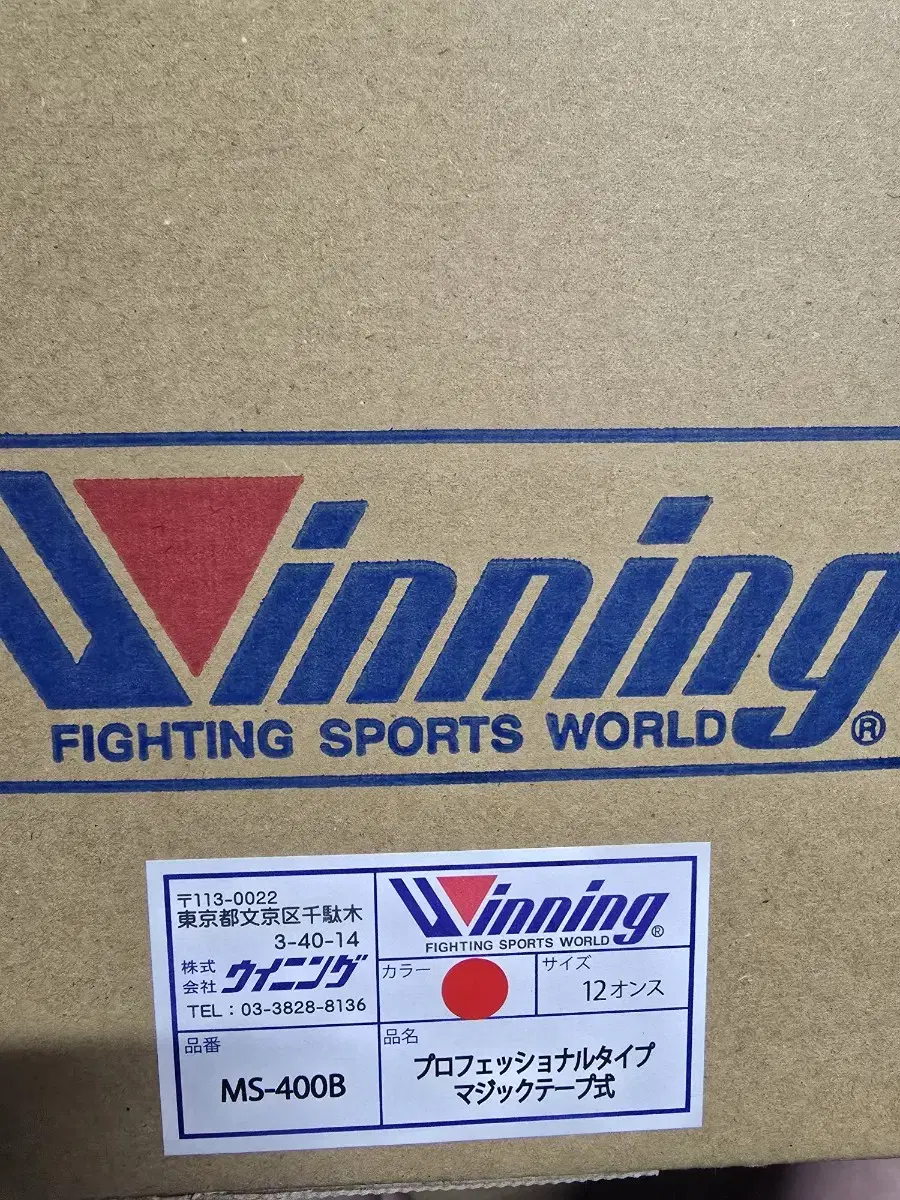 Winning
FIGHTING SPORTS WORLD ®
〒113-0022
東京都文京区千駄木
3-40-14
株式会社 ウイニング
TEL：03-3828-8136
Winning®
FIGHTING SPORTS WORLD
カラー
サイズ
12オンス
品番
MS-400B
品名
プロフェッショナルタイプ
マジックテープ式